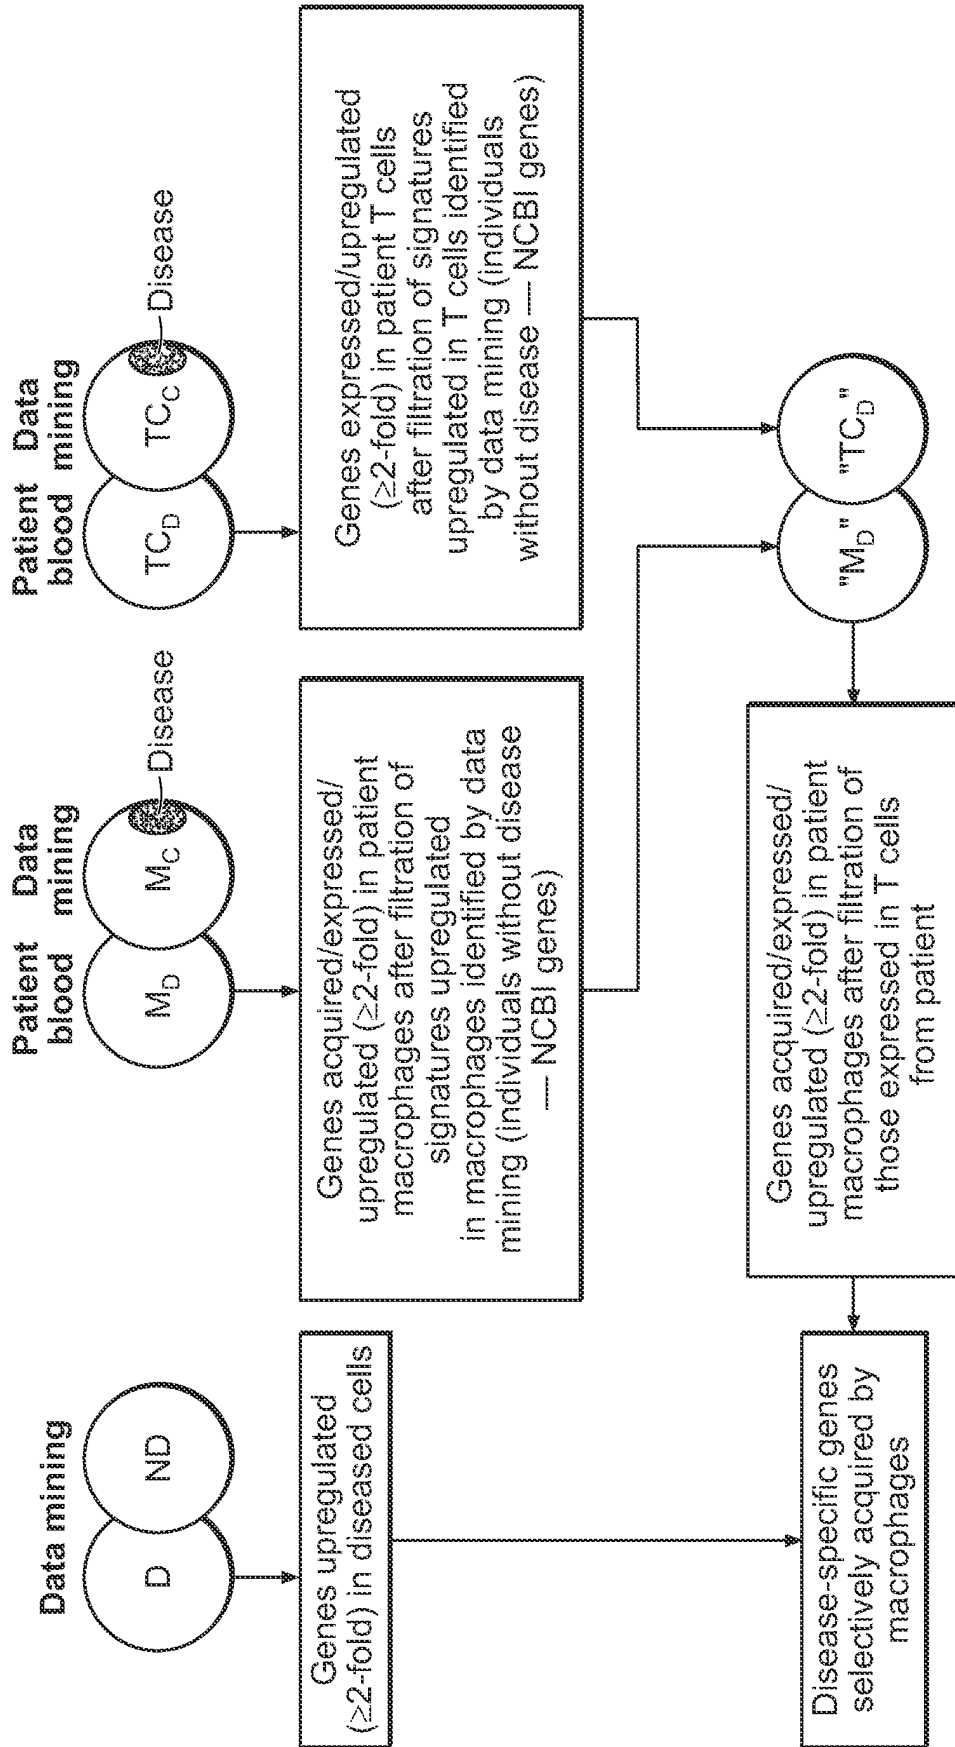 Data mining
D
ND
Genes upregulated
(≥2-fold) in diseased cells
Patient
blood
Data
mining
M_D
M_C
Disease
Genes acquired/expressed/
upregulated (≥2-fold) in patient
macrophages after filtration of
signatures upregulated
in macrophages identified by data
mining (individuals without disease
— NCBI genes)
Patient
blood
Data
mining
TC_D
TC_C
Disease
Genes expressed/upregulated
(≥2-fold) in patient T cells
after filtration of signatures
upregulated in T cells identified
by data mining (individuals
without disease — NCBI genes)
Disease-specific genes
selectively acquired by
macrophages
Genes acquired/expressed/
upregulated (≥2-fold) in patient
macrophages after filtration of
those expressed in T cells
from patient
"M_D"
"TC_D"